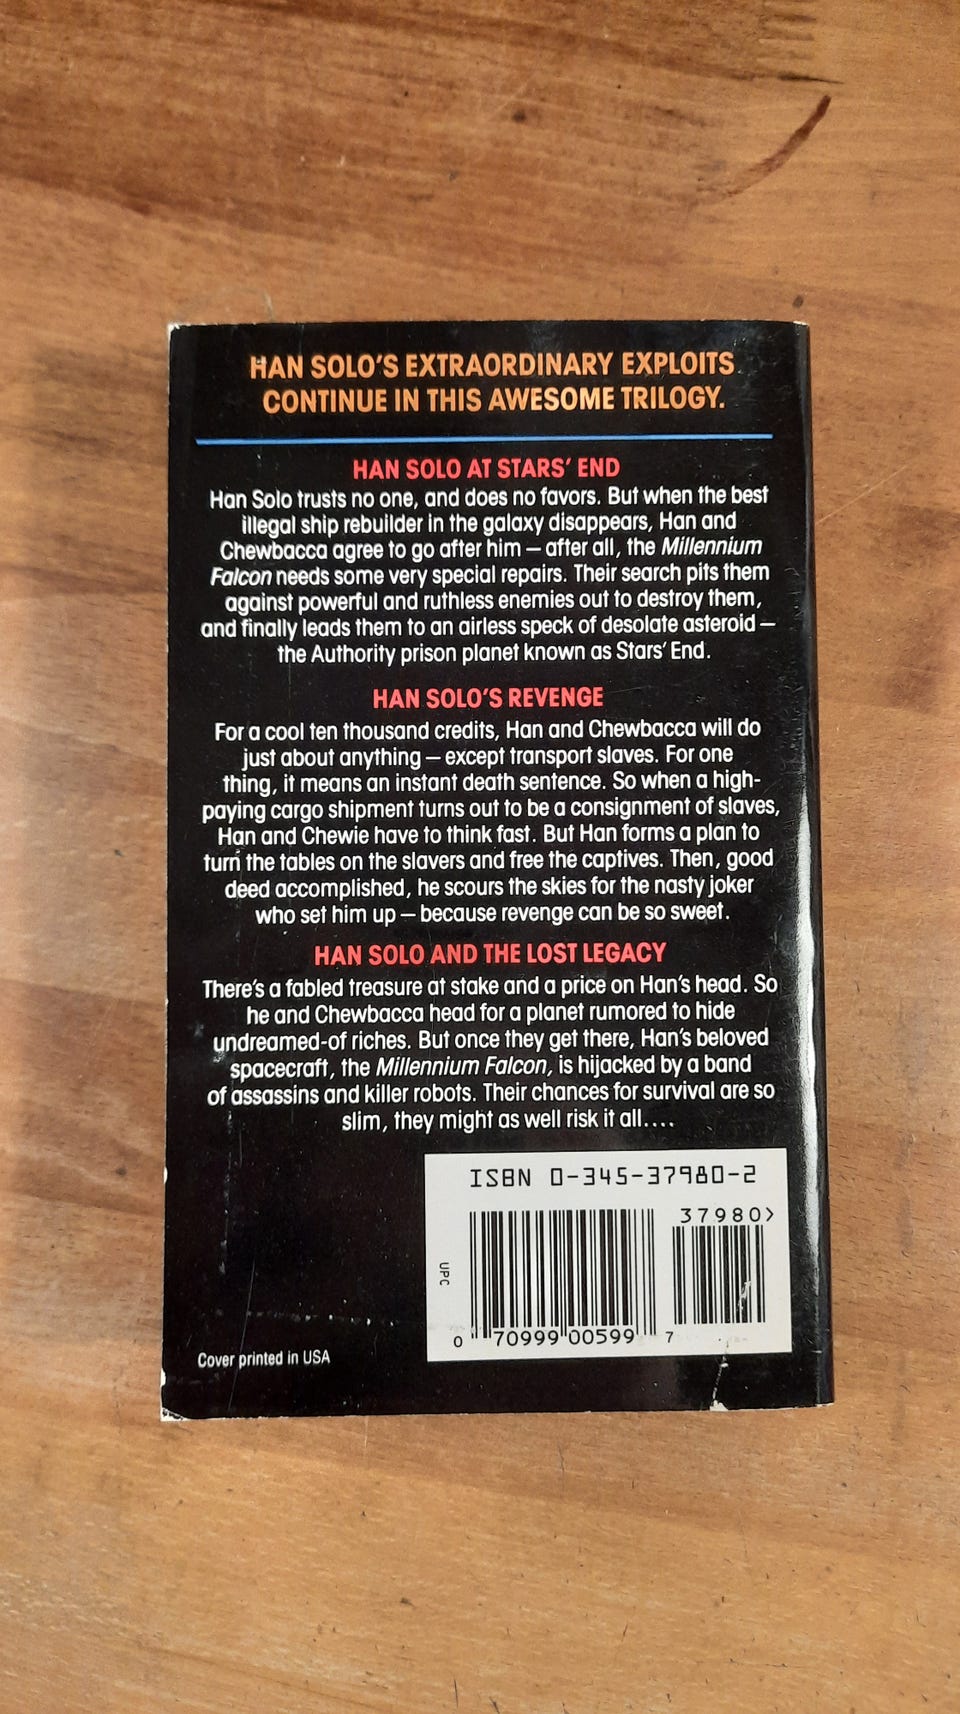 HAN SOLO'S EXTRAORDINARY EXPLOITS
CONTINUE IN THIS AWESOME TRILOGY.
HAN SOLO AT STARS' END
Han Solo trusts no one, and does no favors. But when the best
illegal ship rebuilder in the galaxy disappears, Han and
Chewbacca agree to go after him — after all, the Millennium
Falcon needs some very special repairs. Their search pits them
against powerful and ruthless enemies out to destroy them,
and finally leads them to an airless speck of desolate asteroid —
the Authority prison planet known as Stars' End.
HAN SOLO'S REVENGE
For a cool ten thousand credits, Han and Chewbacca will do
just about anything — except transport slaves. For one
thing, it means an instant death sentence. So when a high-
paying cargo shipment turns out to be a consignment of slaves,
Han and Chewie have to think fast. But Han forms a plan to
turn the tables on the slavers and free the captives. Then, good
deed accomplished, he scours the skies for the nasty joker
who set him up — because revenge can be so sweet.
HAN SOLO AND THE LOST LEGACY
There's a fabled treasure at stake and a price on Han's head. So
he and Chewbacca head for a planet rumored to hide
undreamed-of riches. But once they get there, Han's beloved
spacecraft, the Millennium Falcon, is hijacked by a band
of assassins and killer robots. Their chances for survival are so
slim, they might as well risk it all....
ISBN 0-345-37980-2
37980>
UPC
0 70999 00599 7
Cover printed in USA